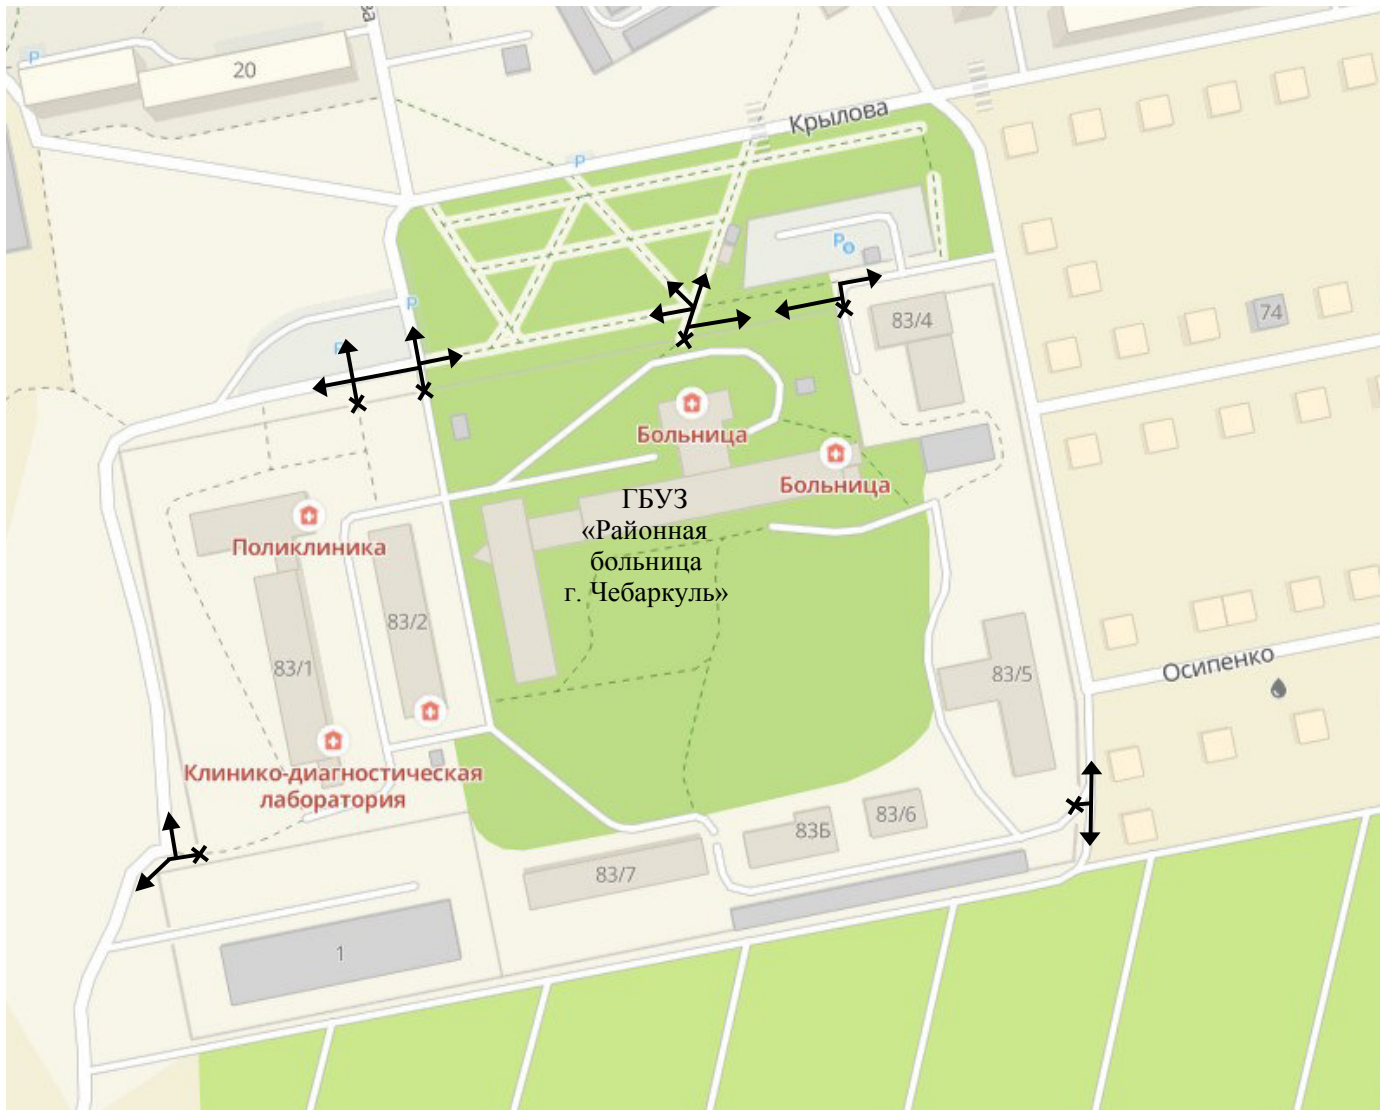 ва
P
20
Крылова
P
P
P
P
74
83/4
Больница
Больница
ГБУЗ
«Районная
больница
г. Чебаркуль»
Поликлиника
83/2
83/1
83/5
Осипенко
Клинико-диагностическая
лаборатория
83Б
83/6
83/7
1